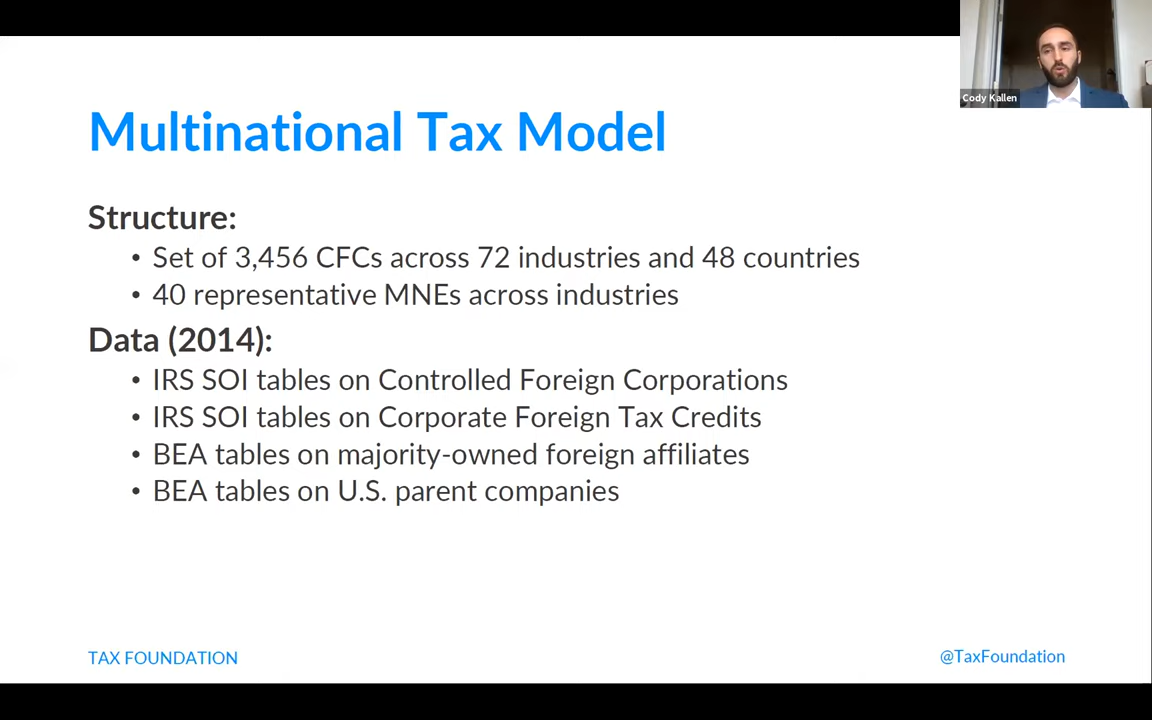 Cody Kallen
Multinational Tax Model
Structure:
• Set of 3,456 CFCs across 72 industries and 48 countries
• 40 representative MNEs across industries
Data (2014):
• IRS SOI tables on Controlled Foreign Corporations
• IRS SOI tables on Corporate Foreign Tax Credits
• BEA tables on majority-owned foreign affiliates
• BEA tables on U.S. parent companies
TAX FOUNDATION
@TaxFoundation